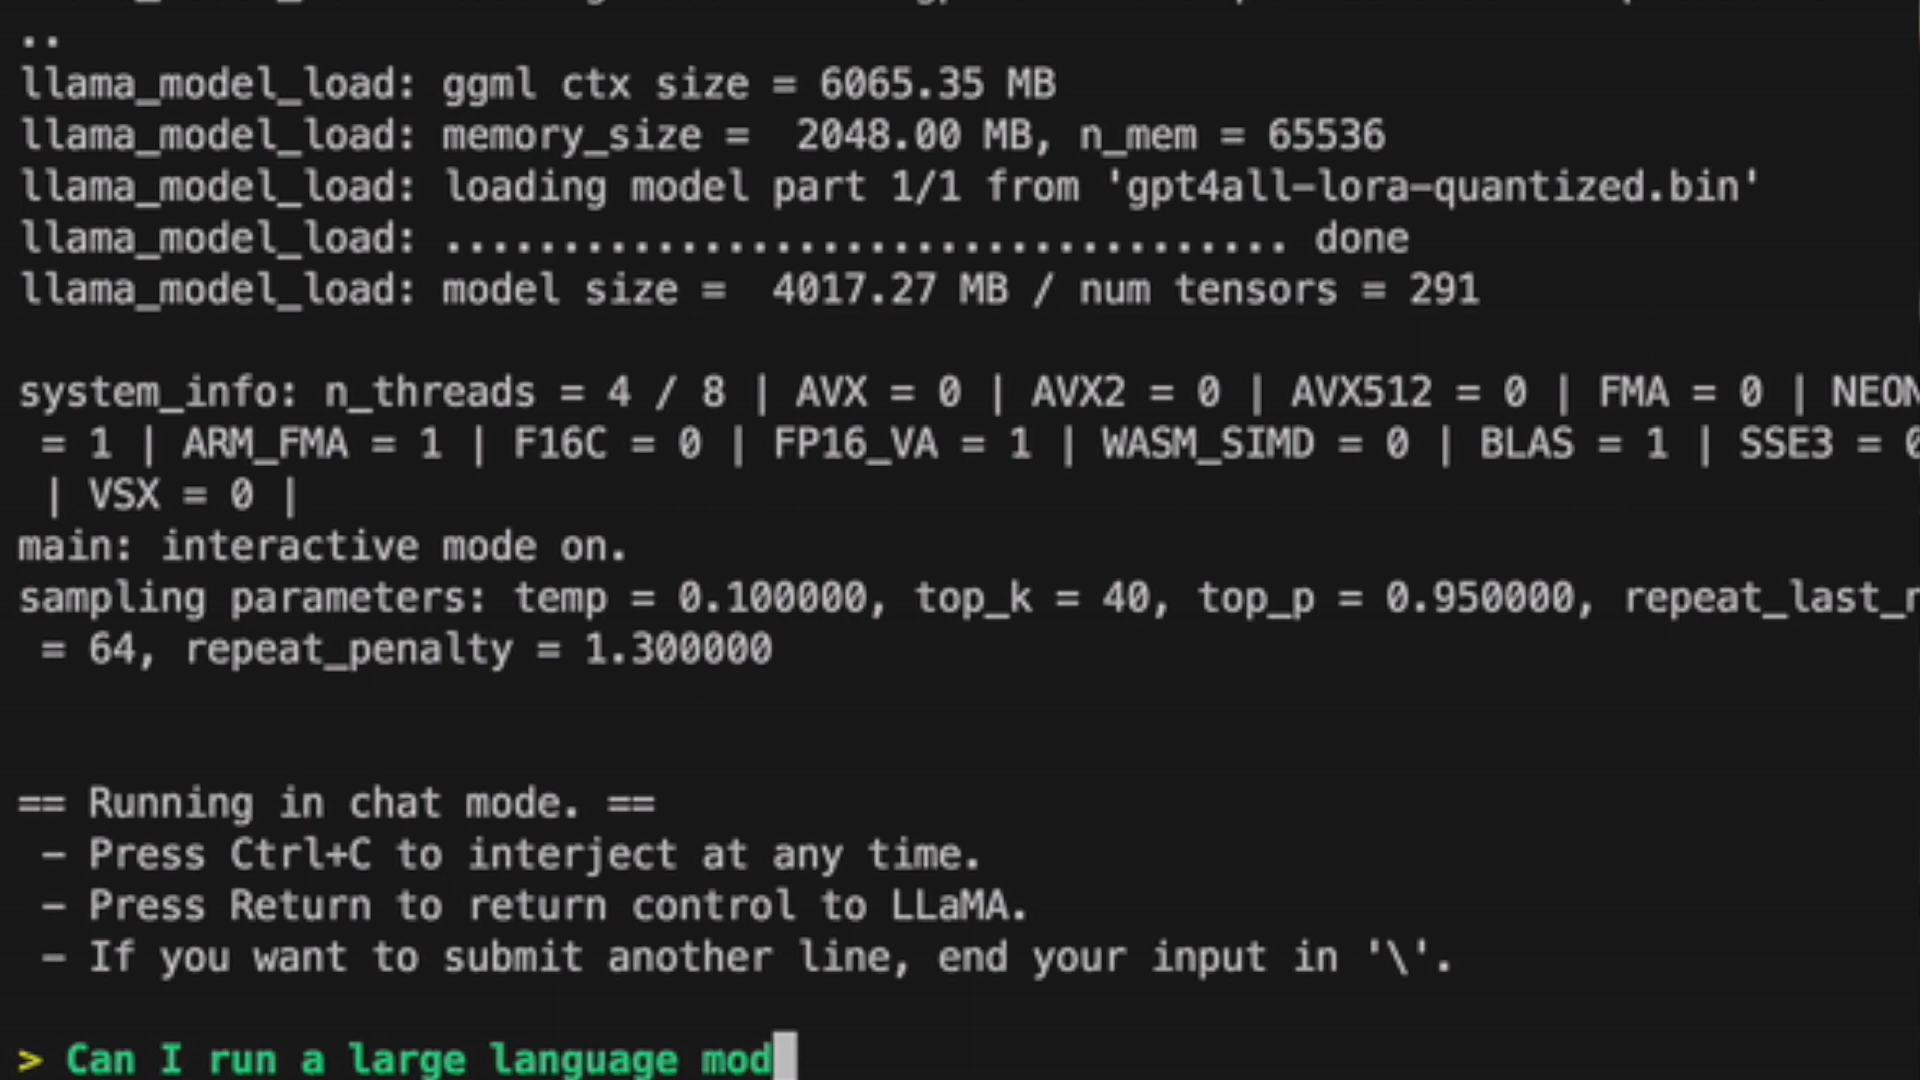 ..
llama_model_load: ggml ctx size = 6065.35 MB
llama_model_load: memory_size =  2048.00 MB, n_mem = 65536
llama_model_load: loading model part 1/1 from 'gpt4all-lora-quantized.bin'
llama_model_load: .................................... done
llama_model_load: model size =  4017.27 MB / num tensors = 291
system_info: n_threads = 4 / 8 | AVX = 0 | AVX2 = 0 | AVX512 = 0 | FMA = 0 | NEON
= 1 | ARM_FMA = 1 | F16C = 0 | FP16_VA = 1 | WASM_SIMD = 0 | BLAS = 1 | SSE3 = 0
| VSX = 0 |
main: interactive mode on.
sampling parameters: temp = 0.100000, top_k = 40, top_p = 0.950000, repeat_last_n
= 64, repeat_penalty = 1.300000
== Running in chat mode. ==
- Press Ctrl+C to interject at any time.
- Press Return to return control to LLaMA.
- If you want to submit another line, end your input in '\'.
> Can I run a large language mod